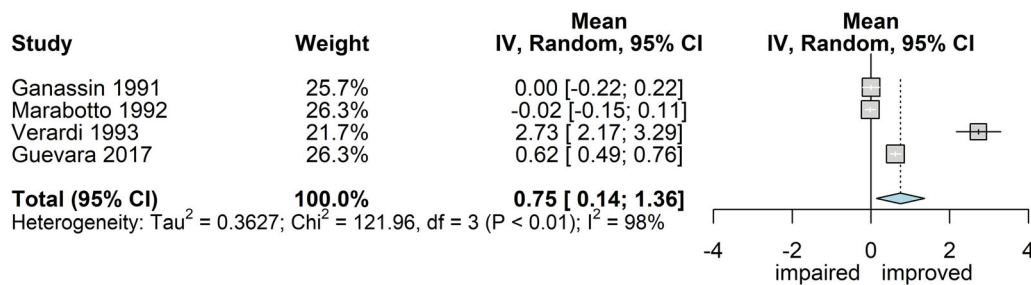 Mean Mean
Study Weight IV, Random, 95% CI IV, Random, 95% CI
Ganassin 1991 25.7% 0.00 [-0.22; 0.22]
Marabotto 1992 26.3% -0.02 [-0.15; 0.11]
Verardi 1993 21.7% 2.73 [ 2.17; 3.29]
Guevara 2017 26.3% 0.62 [ 0.49; 0.76]
Total (95% CI) 100.0% 0.75 [ 0.14; 1.36]
Heterogeneity: Tau² = 0.3627; Chi² = 121.96, df = 3 (P < 0.01); I² = 98%
-4 -2 0 2 4
impaired improved